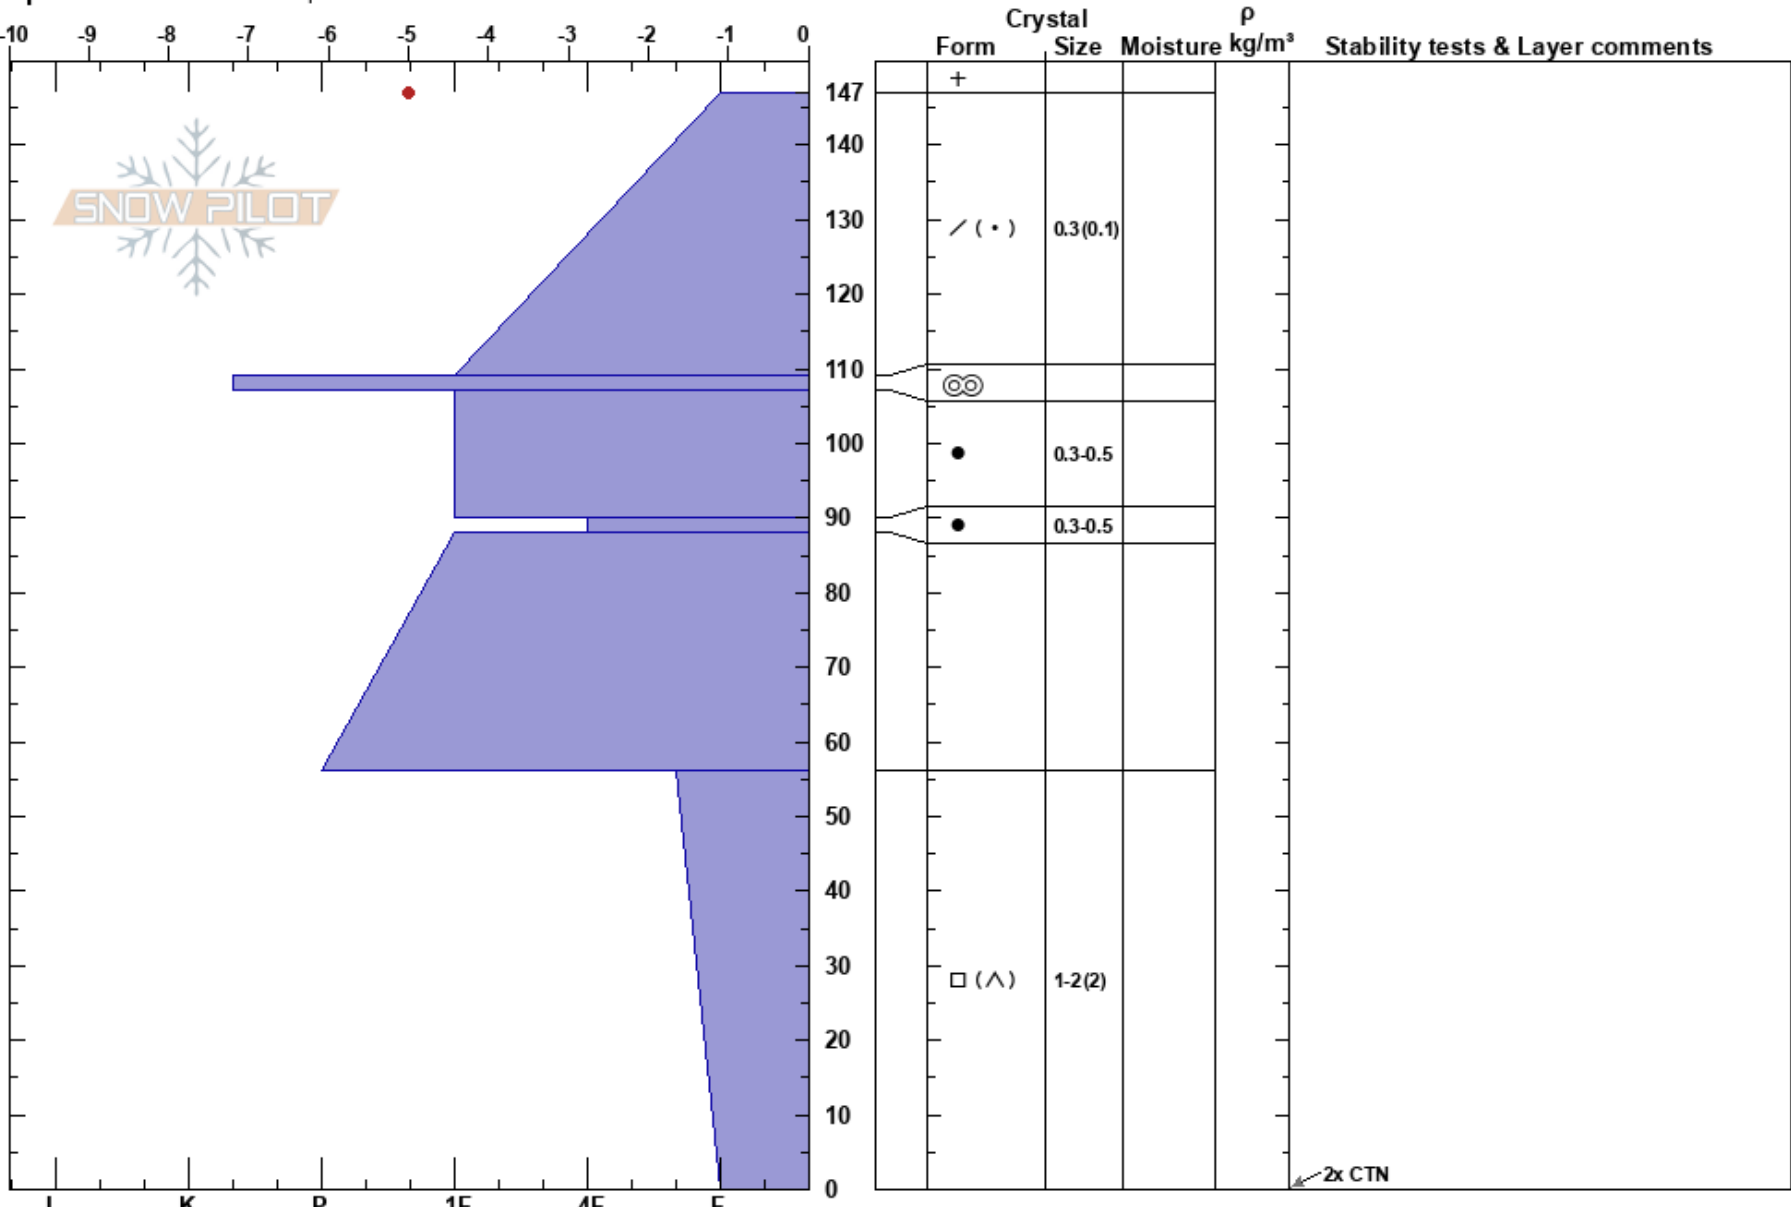 Crystal ρ
-10 -9 -8 -7 -6 -5 -4 -3 -2 -1 0
Form Size Moisture kg/m³ Stability tests & Layer comments
+
147
SNOW PILOT
140
130
/ ( • ) 0.3(0.1)
120
110
100
● 0.3-0.5
90
● 0.3-0.5
80
70
60
50
40
30
□ (∧) 1-2(2)
20
10
2x CTN
0
I K P 1F 4F F